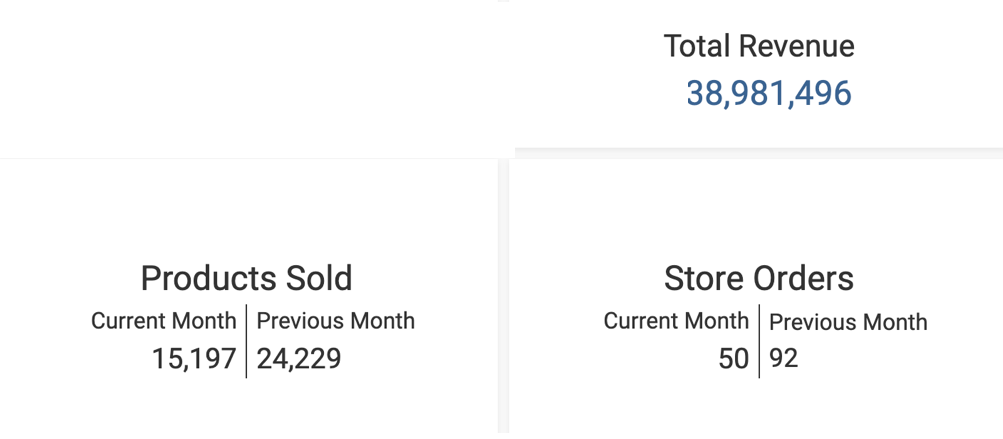 Total Revenue
38,981,496
Products Sold
Current Month Previous Month
15,197 24,229
Store Orders
Current Month Previous Month
50 92